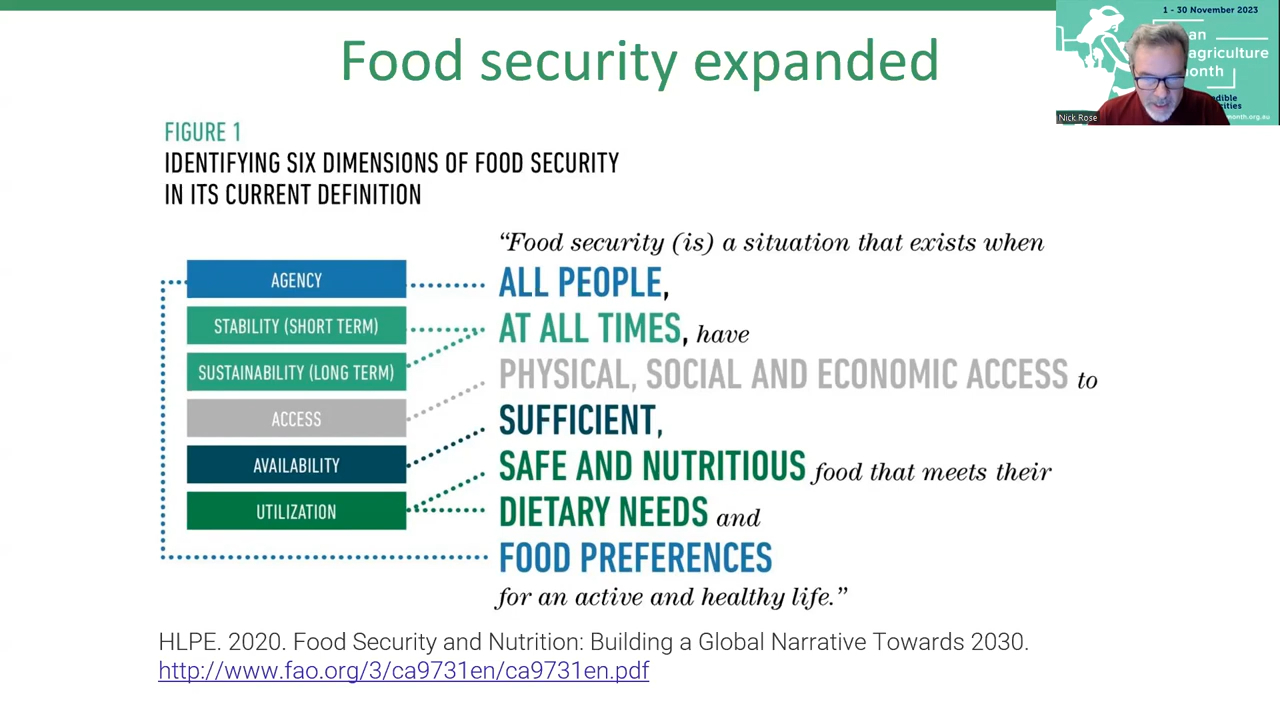 Food security expanded
1 - 30 November 2023
agriculture
Nick Rose
FIGURE 1
IDENTIFYING SIX DIMENSIONS OF FOOD SECURITY
IN ITS CURRENT DEFINITION
“Food security (is) a situation that exists when
AGENCY
ALL PEOPLE,
STABILITY (SHORT TERM)
AT ALL TIMES, have
SUSTAINABILITY (LONG TERM)
PHYSICAL, SOCIAL AND ECONOMIC ACCESS to
ACCESS
SUFFICIENT,
AVAILABILITY
SAFE AND NUTRITIOUS food that meets their
UTILIZATION
DIETARY NEEDS and
FOOD PREFERENCES
for an active and healthy life.”
HLPE. 2020. Food Security and Nutrition: Building a Global Narrative Towards 2030.
http://www.fao.org/3/ca9731en/ca9731en.pdf